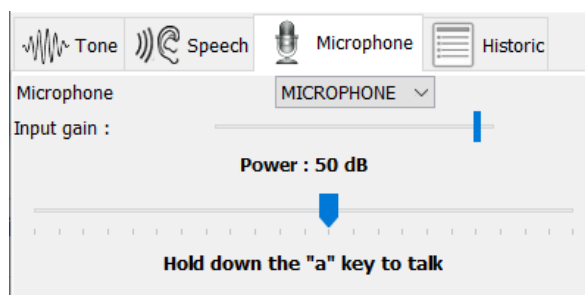 Tone Speech Microphone Historic
Microphone MICROPHONE
Input gain :
Power : 50 dB
Hold down the "a" key to talk